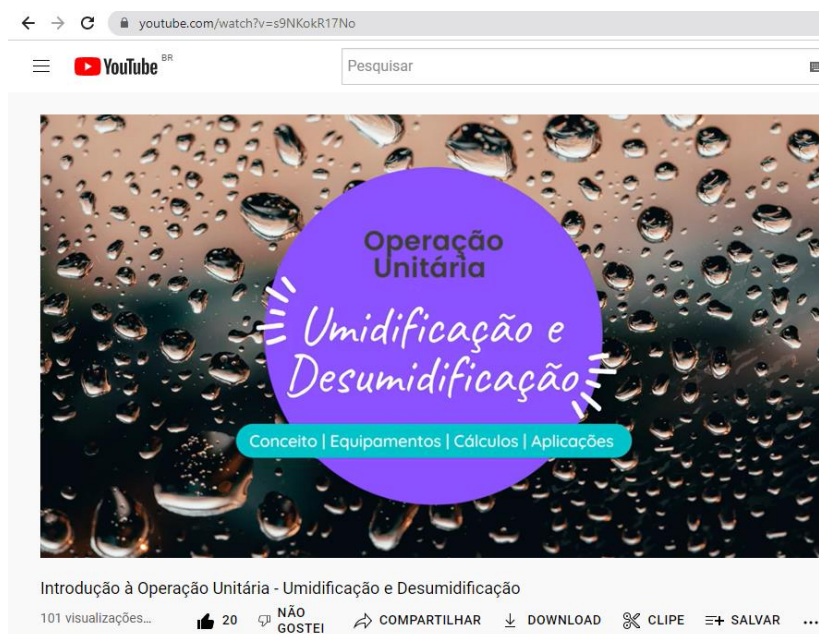 youtube.com/watch?v=s9NKokR17No
YouTube BR
Pesquisar
Operação
Unitária
Umidificação e
Desumidificação
Conceito | Equipamentos | Cálculos | Aplicações
Introdução à Operação Unitária - Umidificação e Desumidificação
101 visualizações... 20 NÃO GOSTEI COMPARTILHAR DOWNLOAD CLIPE SALVAR ...